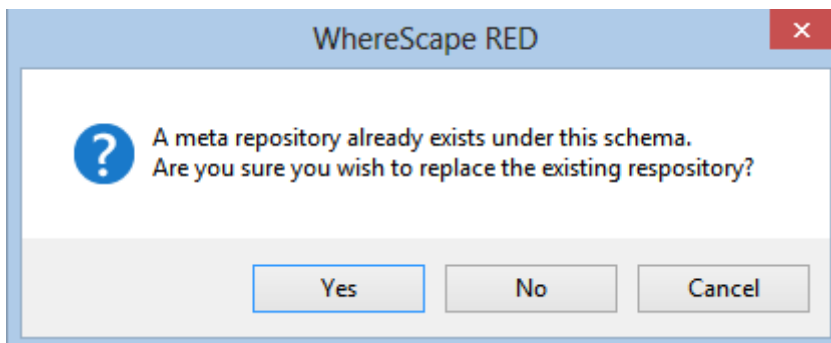 WhereScape RED
A meta repository already exists under this schema.
Are you sure you wish to replace the existing respository?
Yes
No
Cancel